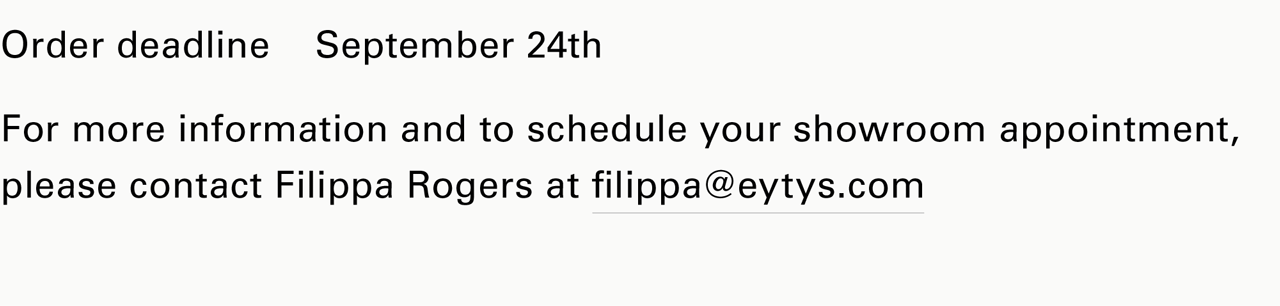 Order deadline September 24th
For more information and to schedule your showroom appointment,
please contact Filippa Rogers at filippa@eytys.com